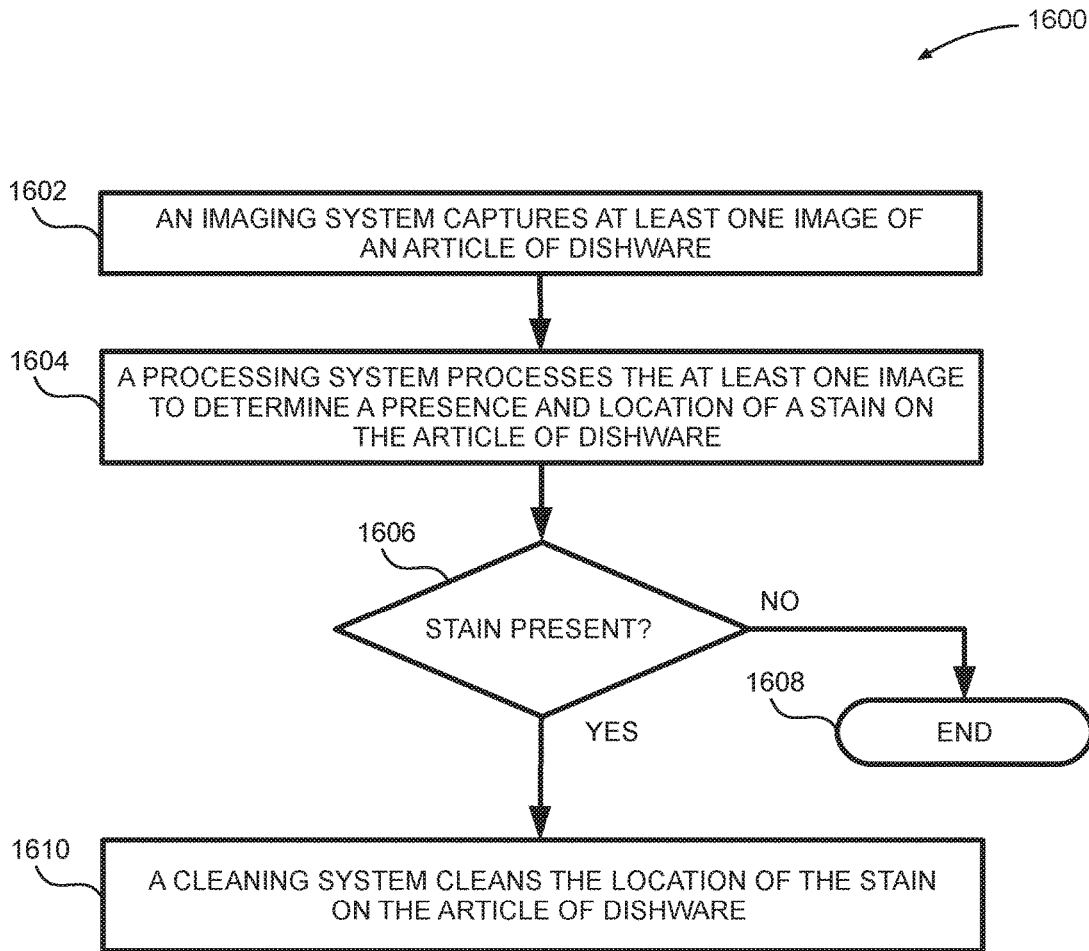 1600
1602
AN IMAGING SYSTEM CAPTURES AT LEAST ONE IMAGE OF
AN ARTICLE OF DISHWARE
1604
A PROCESSING SYSTEM PROCESSES THE AT LEAST ONE IMAGE
TO DETERMINE A PRESENCE AND LOCATION OF A STAIN ON
THE ARTICLE OF DISHWARE
1606
STAIN PRESENT?
NO
1608
END
YES
1610
A CLEANING SYSTEM CLEANS THE LOCATION OF THE STAIN
ON THE ARTICLE OF DISHWARE